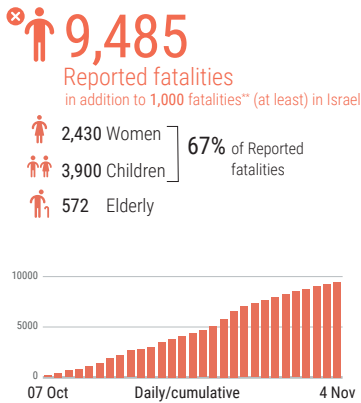 9,485
Reported fatalities
in addition to 1,000 fatalities** (at least) in Israel
2,430 Women
3,900 Children
67% of Reported
fatalities
572 Elderly
10000
5000
0
07 Oct Daily/cumulative 4 Nov